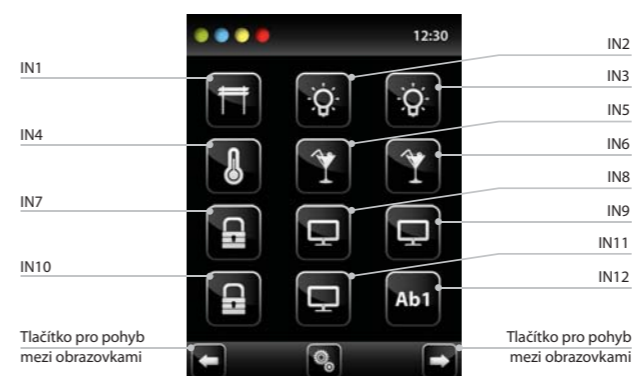 12:30
IN1
IN2
IN3
IN4
IN5
IN6
IN7
IN8
IN9
IN10
IN11
IN12
Ab1
Tlačítko pro pohyb
mezi obrazovkami
Tlačítko pro pohyb
mezi obrazovkami